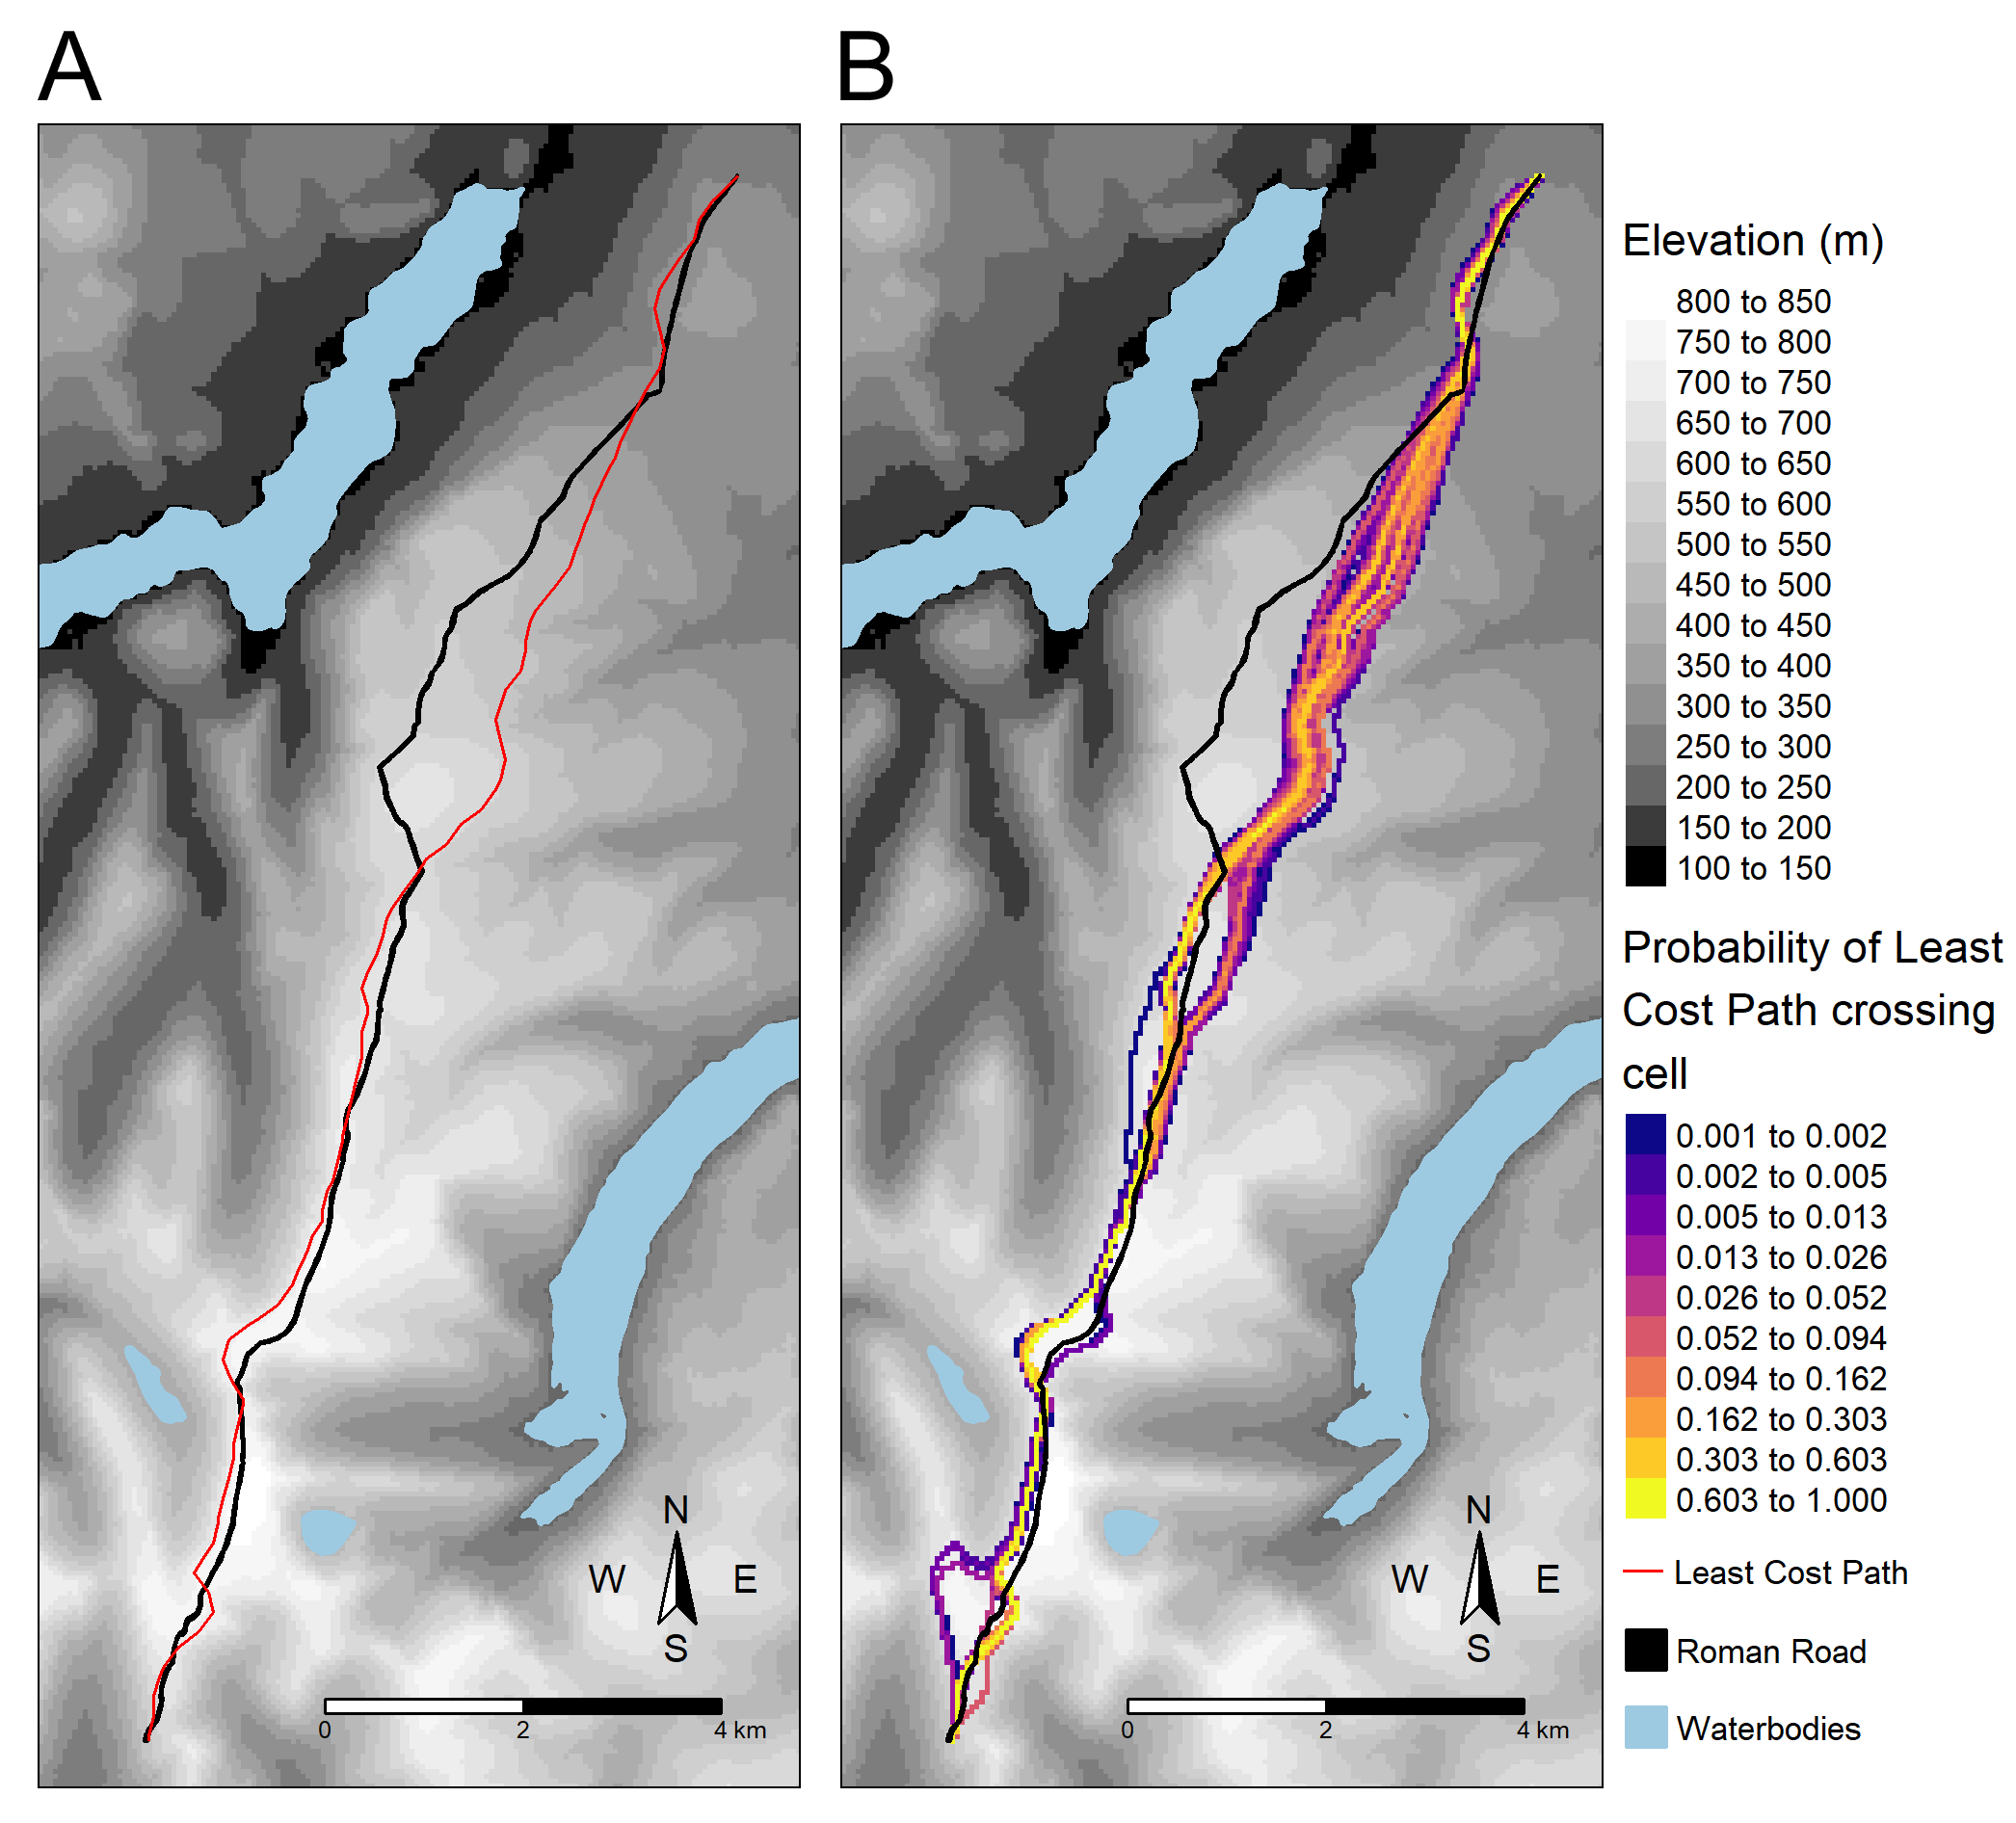 A
B
N
W E
S
0 2 4 km
N
W E
S
0 2 4 km
Elevation (m)
800 to 850
750 to 800
700 to 750
650 to 700
600 to 650
550 to 600
500 to 550
450 to 500
400 to 450
350 to 400
300 to 350
250 to 300
200 to 250
150 to 200
100 to 150
Probability of Least
Cost Path crossing
cell
0.001 to 0.002
0.002 to 0.005
0.005 to 0.013
0.013 to 0.026
0.026 to 0.052
0.052 to 0.094
0.094 to 0.162
0.162 to 0.303
0.303 to 0.603
0.603 to 1.000
Least Cost Path
Roman Road
Waterbodies